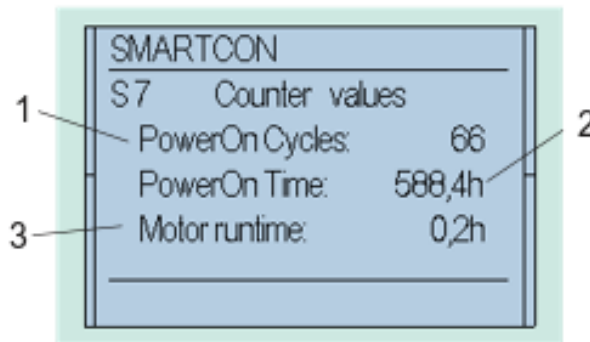 SMARTCON
S7 Counter values
1
PowerOn Cycles: 66
2
PowerOn Time: 588,4h
3
Motor runtime: 0,2h